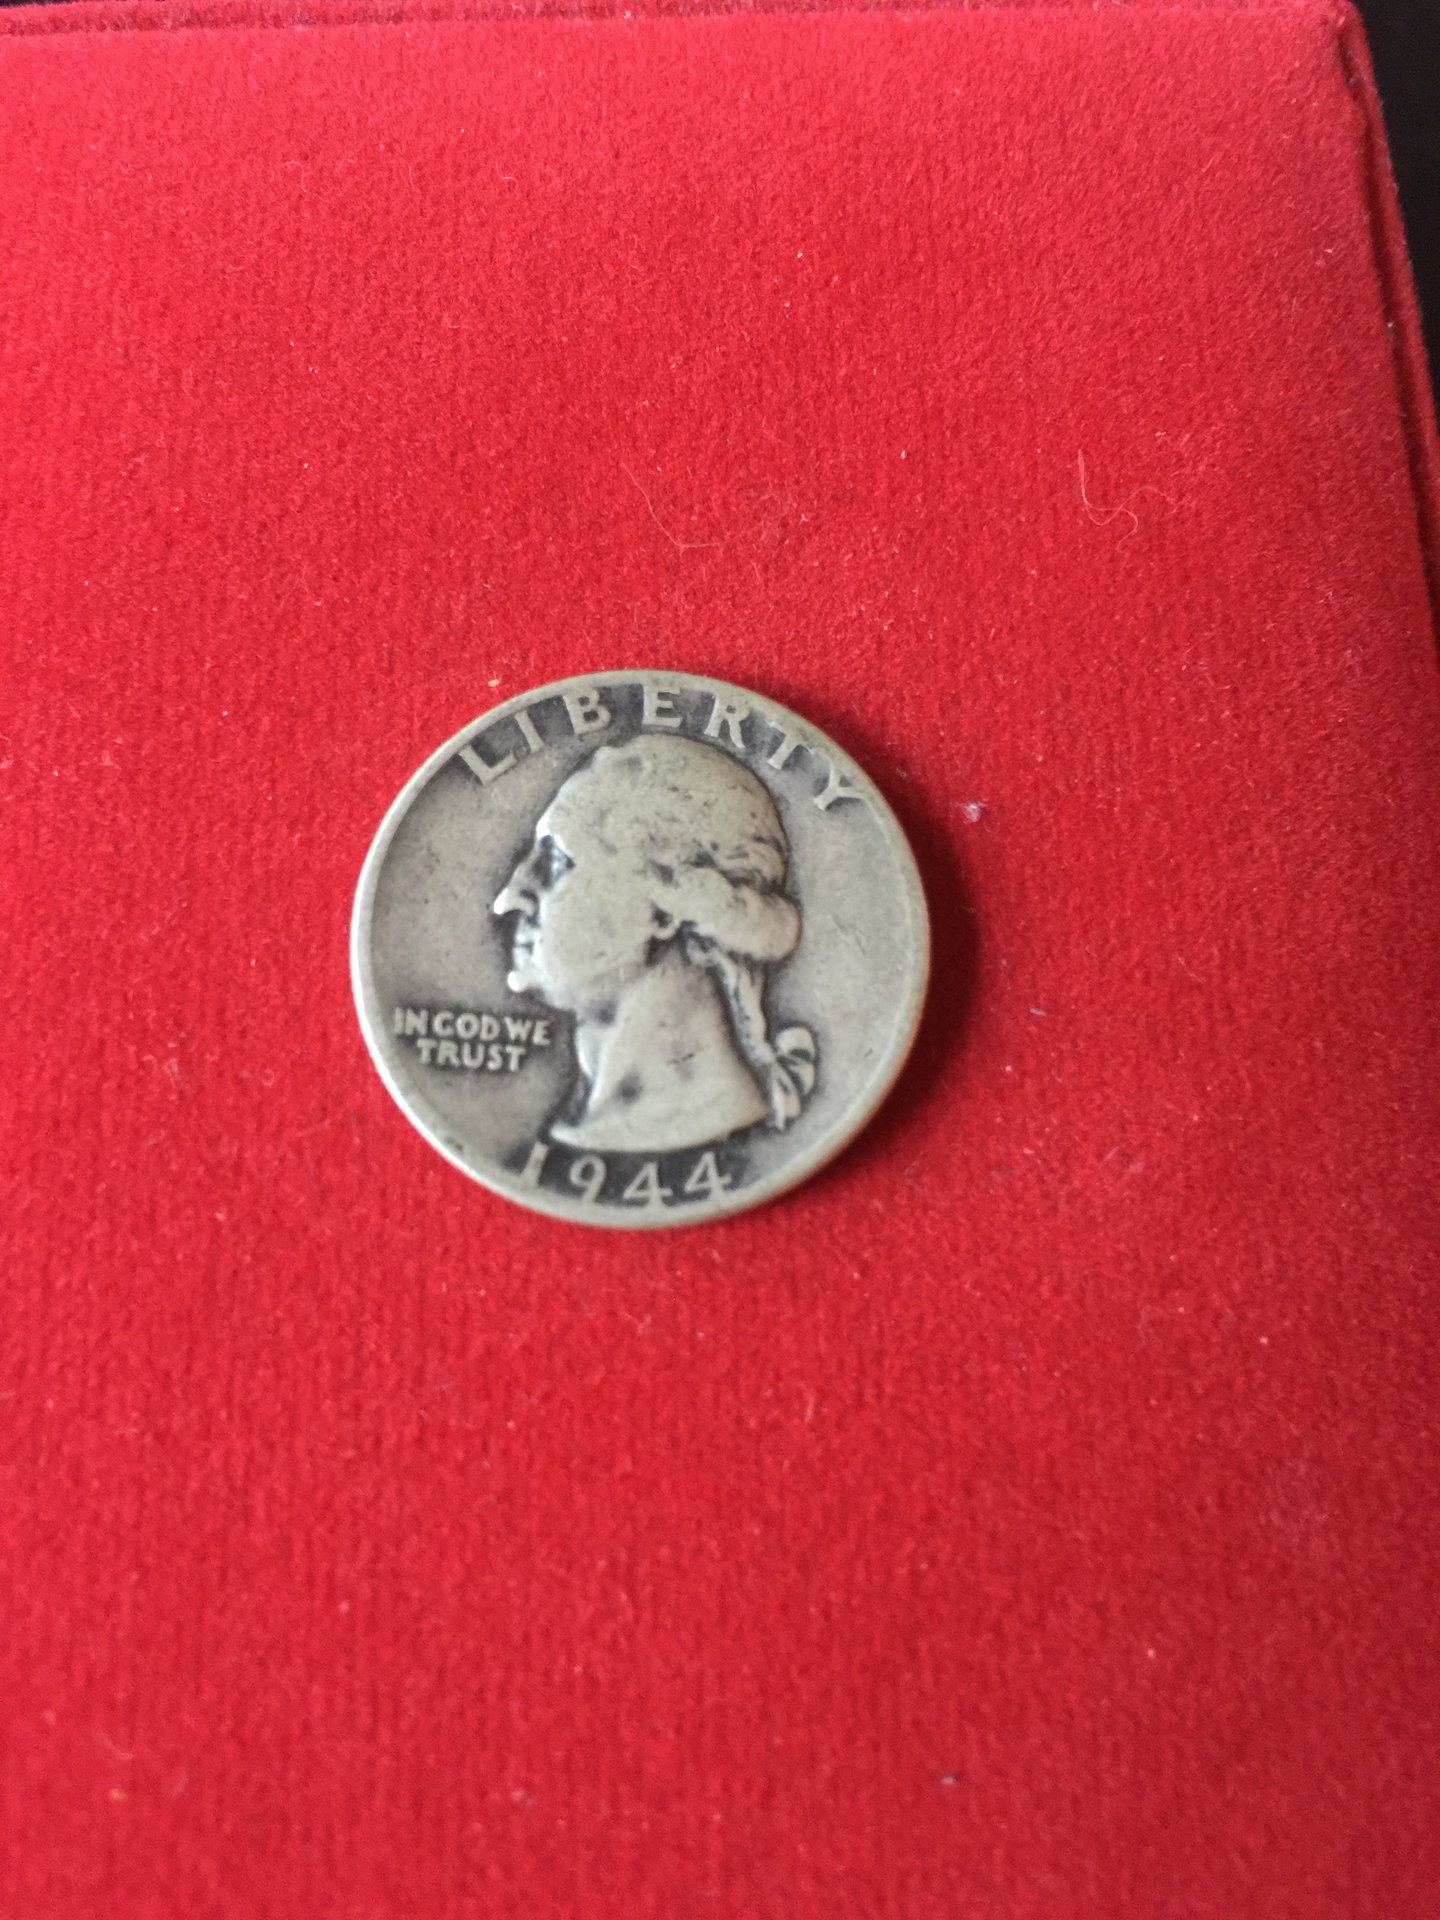 LIBERTY
IN GOD WE
TRUST
1944